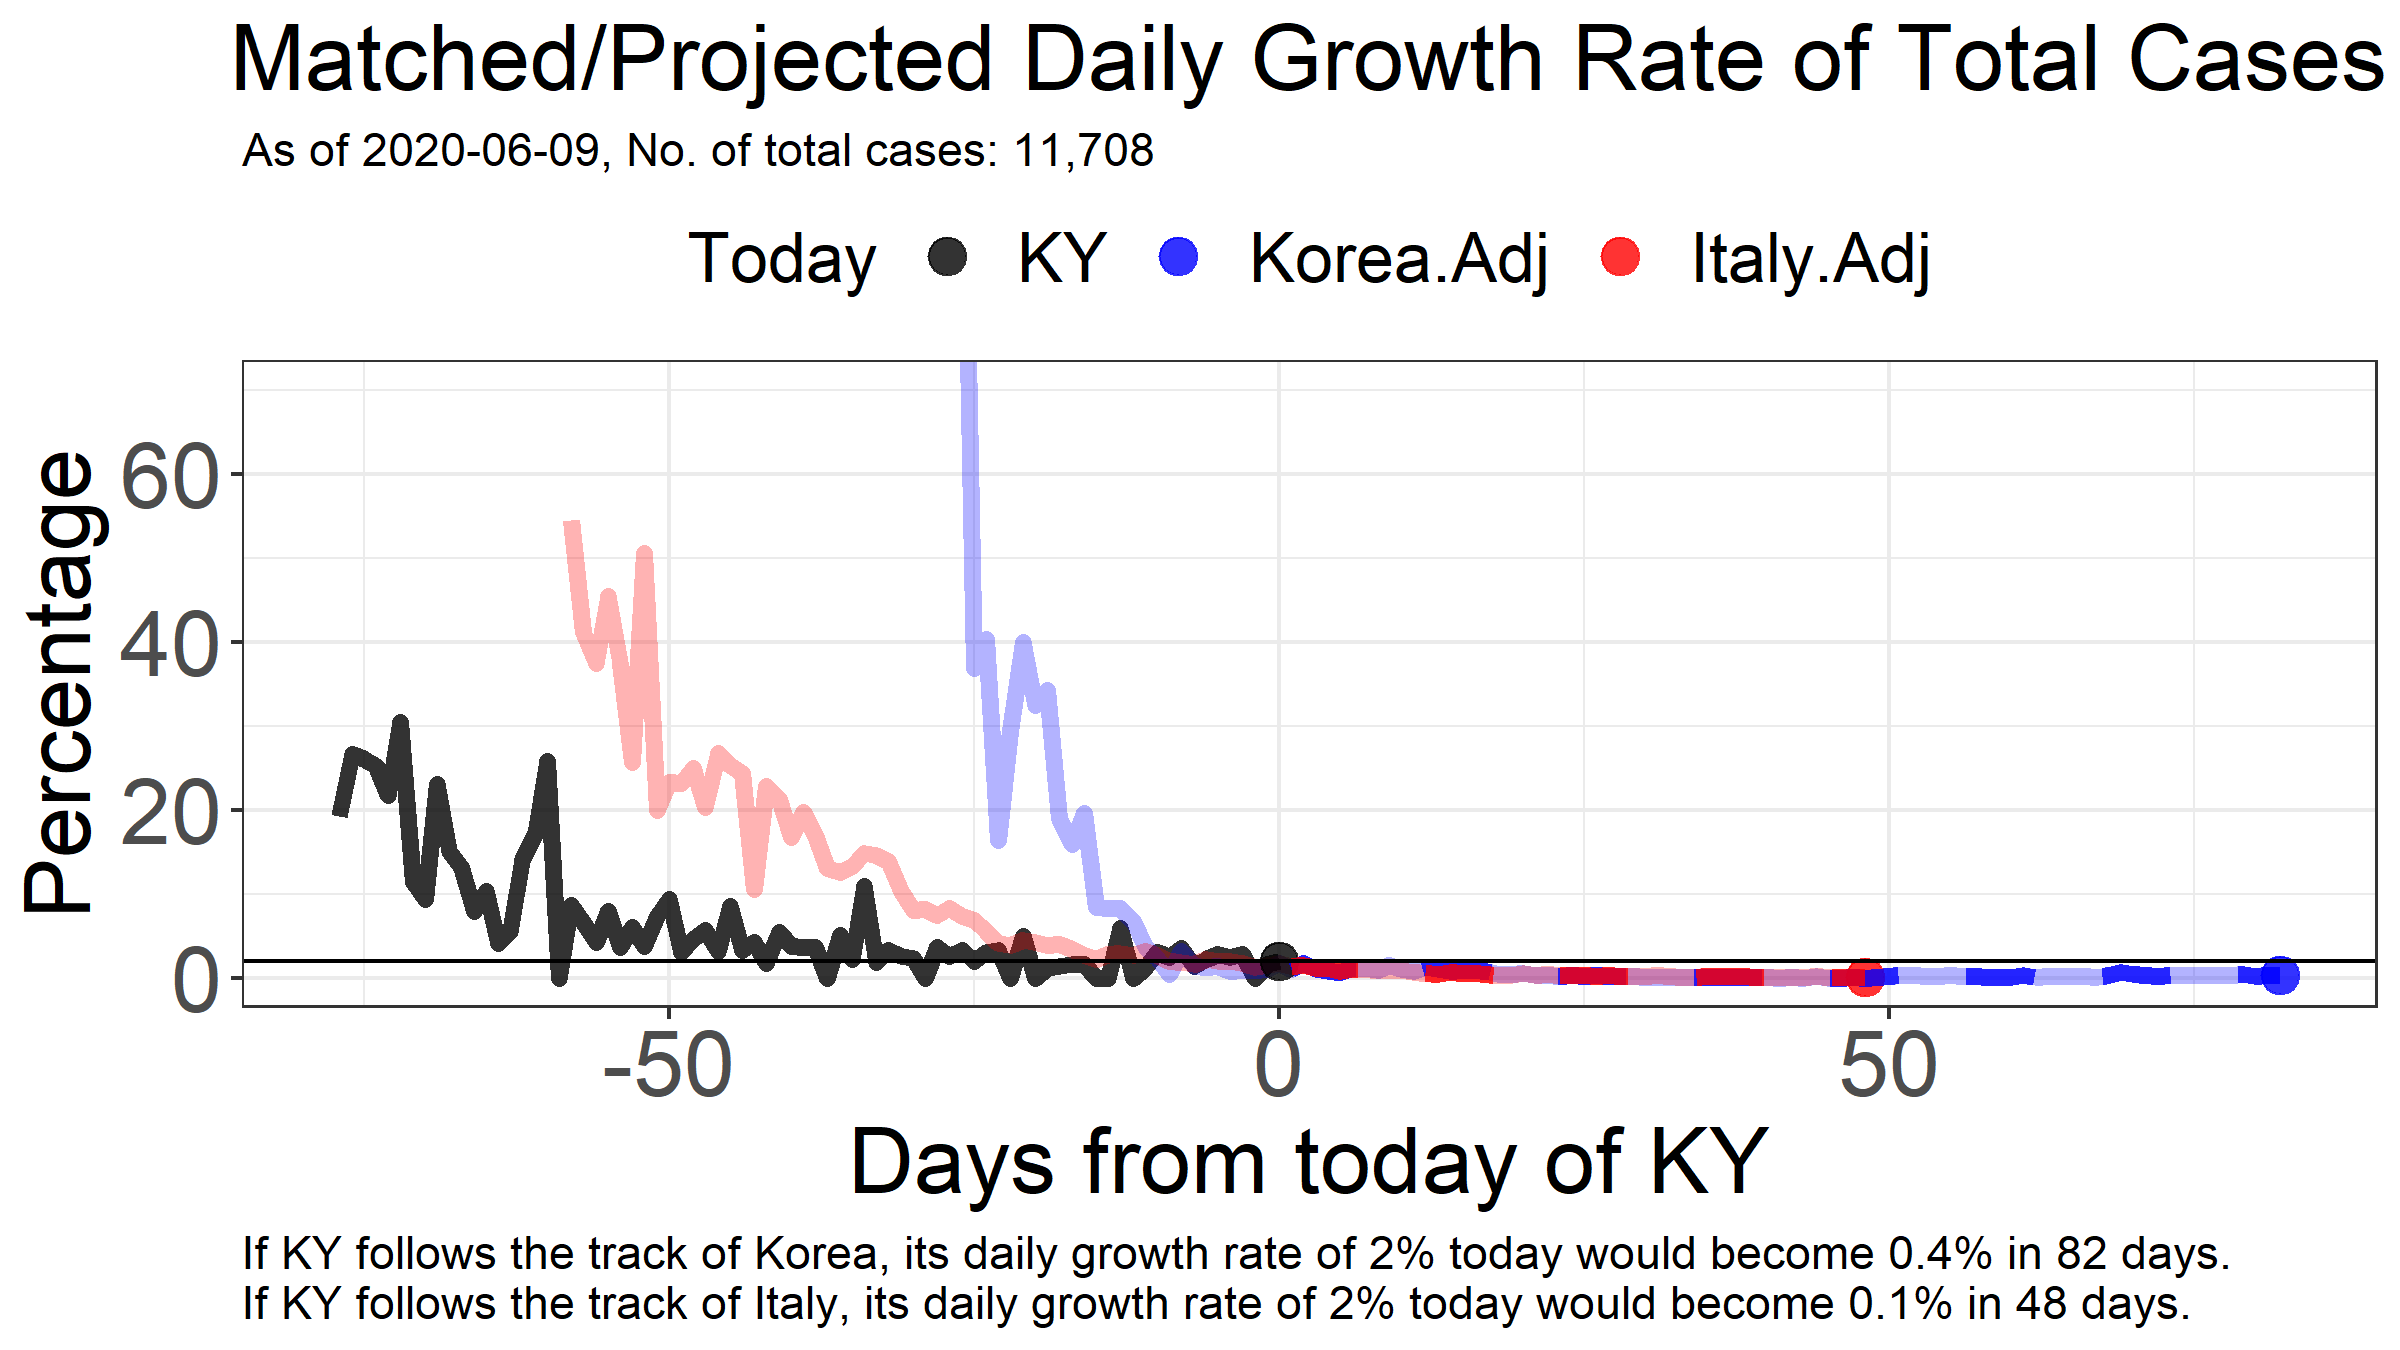 Matched/Projected Daily Growth Rate of Total Cases
As of 2020-06-09, No. of total cases: 11,708
Today KY Korea.Adj Italy.Adj
Percentage
60
40
20
0
-50 0 50
Days from today of KY
If KY follows the track of Korea, its daily growth rate of 2% today would become 0.4% in 82 days.
If KY follows the track of Italy, its daily growth rate of 2% today would become 0.1% in 48 days.